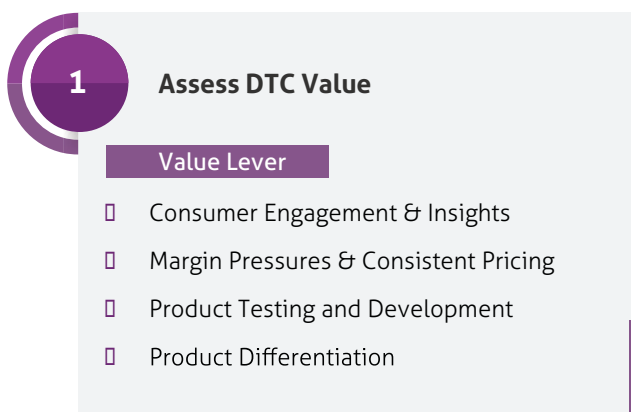 1
Assess DTC Value
Value Lever
Consumer Engagement & Insights
Margin Pressures & Consistent Pricing
Product Testing and Development
Product Differentiation